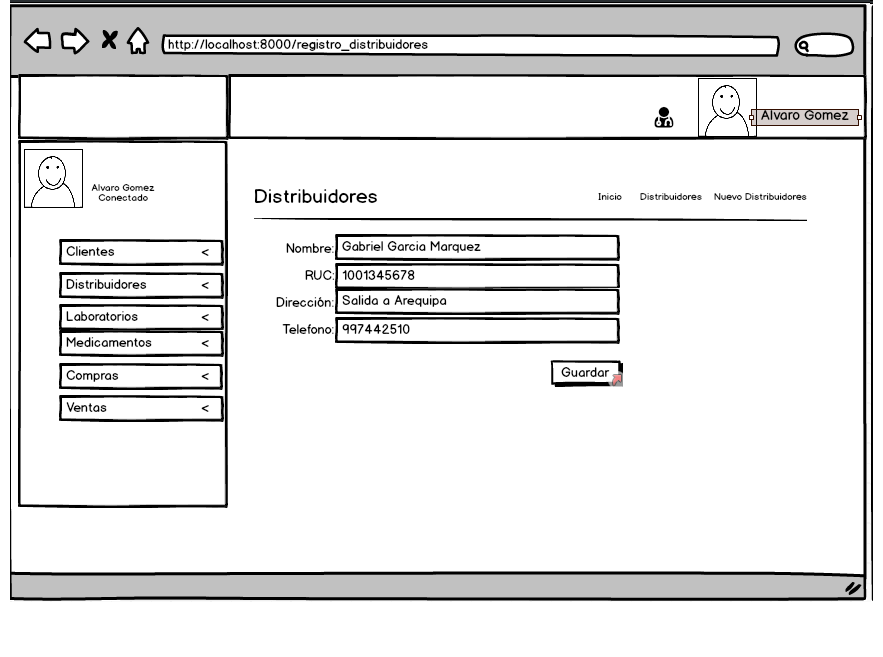 http://localhost:8000/registro_distribuidores
Alvaro Gomez
Alvaro Gomez
Conectado
Distribuidores
Inicio Distribuidores Nuevo Distribuidores
Clientes <
Distribuidores <
Laboratorios <
Medicamentos <
Compras <
Ventas <
Nombre: Gabriel Garcia Marquez
RUC: 1001345678
Dirección: Salida a Arequipa
Telefono: 997442510
Guardar